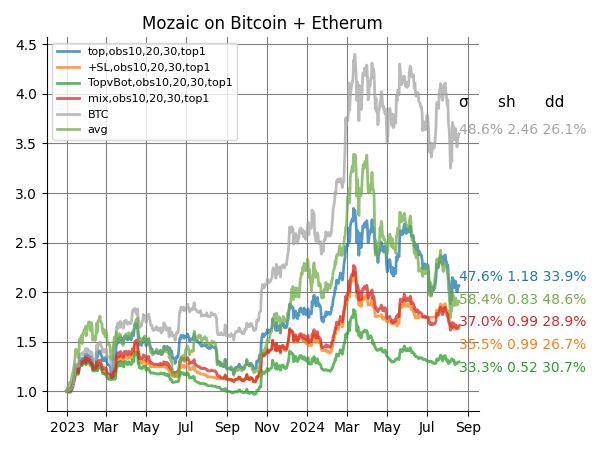 Mozaic on Bitcoin + Etherum
4.5
4.0
3.5
3.0
2.5
2.0
1.5
1.0
top,obs10,20,30,top1
+SL,obs10,20,30,top1
TopvBot,obs10,20,30,top1
mix,obs10,20,30,top1
BTC
avg
σ sh dd
48.6% 2.46 26.1%
47.6% 1.18 33.9%
58.4% 0.83 48.6%
37.0% 0.99 28.9%
35.5% 0.99 26.7%
33.3% 0.52 30.7%
2023 Mar May Jul Sep Nov 2024 Mar May Jul Sep